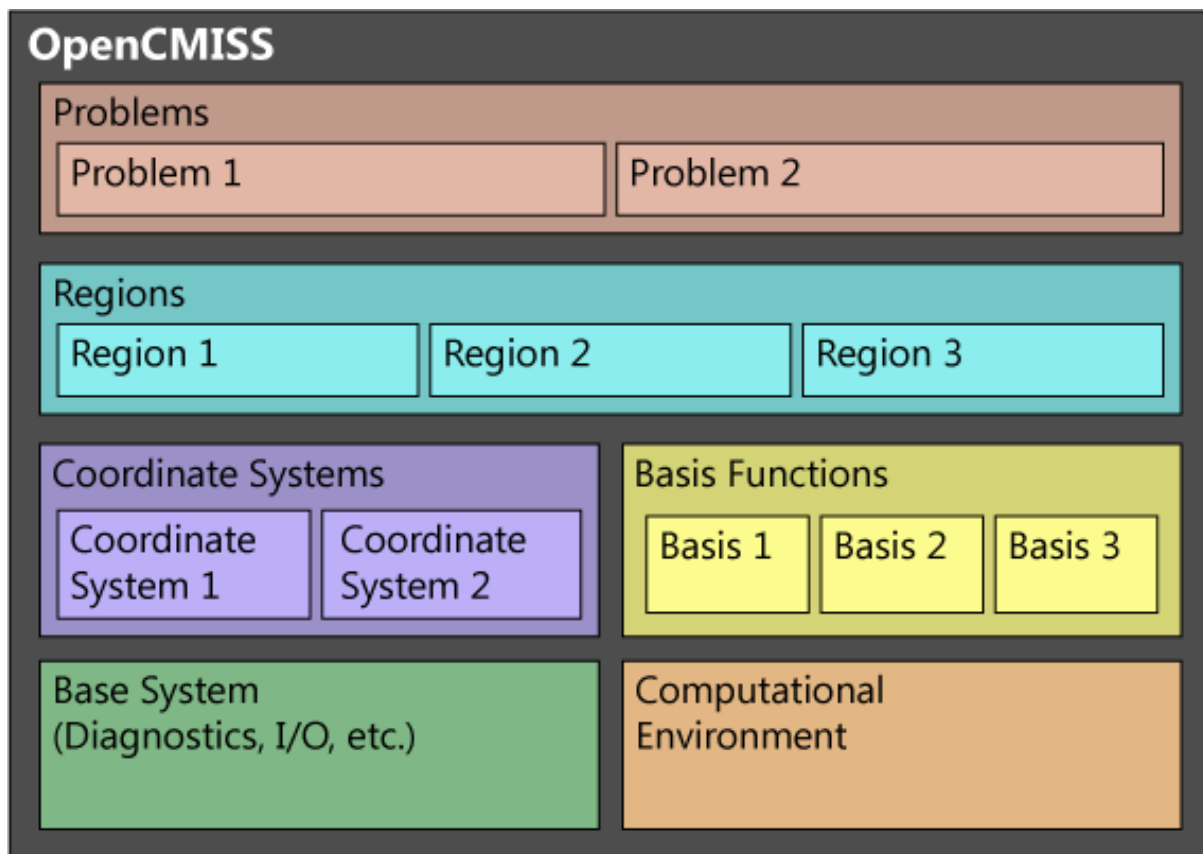 OpenCMISS
Problems
Problem 1
Problem 2
Regions
Region 1
Region 2
Region 3
Coordinate Systems
Coordinate
System 1
Coordinate
System 2
Basis Functions
Basis 1
Basis 2
Basis 3
Base System
(Diagnostics, I/O, etc.)
Computational
Environment